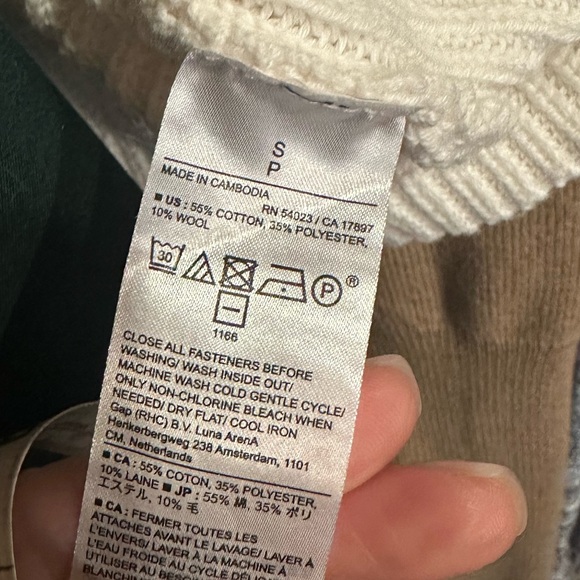 S
P
MADE IN CAMBODIA
RN 54023 / CA 17897
■ US : 55% COTTON, 35% POLYESTER,
10% WOOL
30
P ®
1166
CLOSE ALL FASTENERS BEFORE
WASHING/ WASH INSIDE OUT/
MACHINE WASH COLD GENTLE CYCLE/
ONLY NON-CHLORINE BLEACH WHEN
NEEDED/ DRY FLAT/ COOL IRON
Gap (RHC) B.V. Luna ArenA
Herikerbergweg 238 Amsterdam, 1101
CM, Netherlands
■ CA : 55% COTON, 35% POLYESTER,
10% LAINE ■ JP : 55% 綿, 35% ポリ
エステル, 10% 毛
■ CA : FERMER TOUTES LES
ATTACHES AVANT LE LAVAGE/ LAVER À
L'ENVERS/ LAVER À LA MACHINE À
L'EAU FROIDE AU CYCLE
UTILISER AU